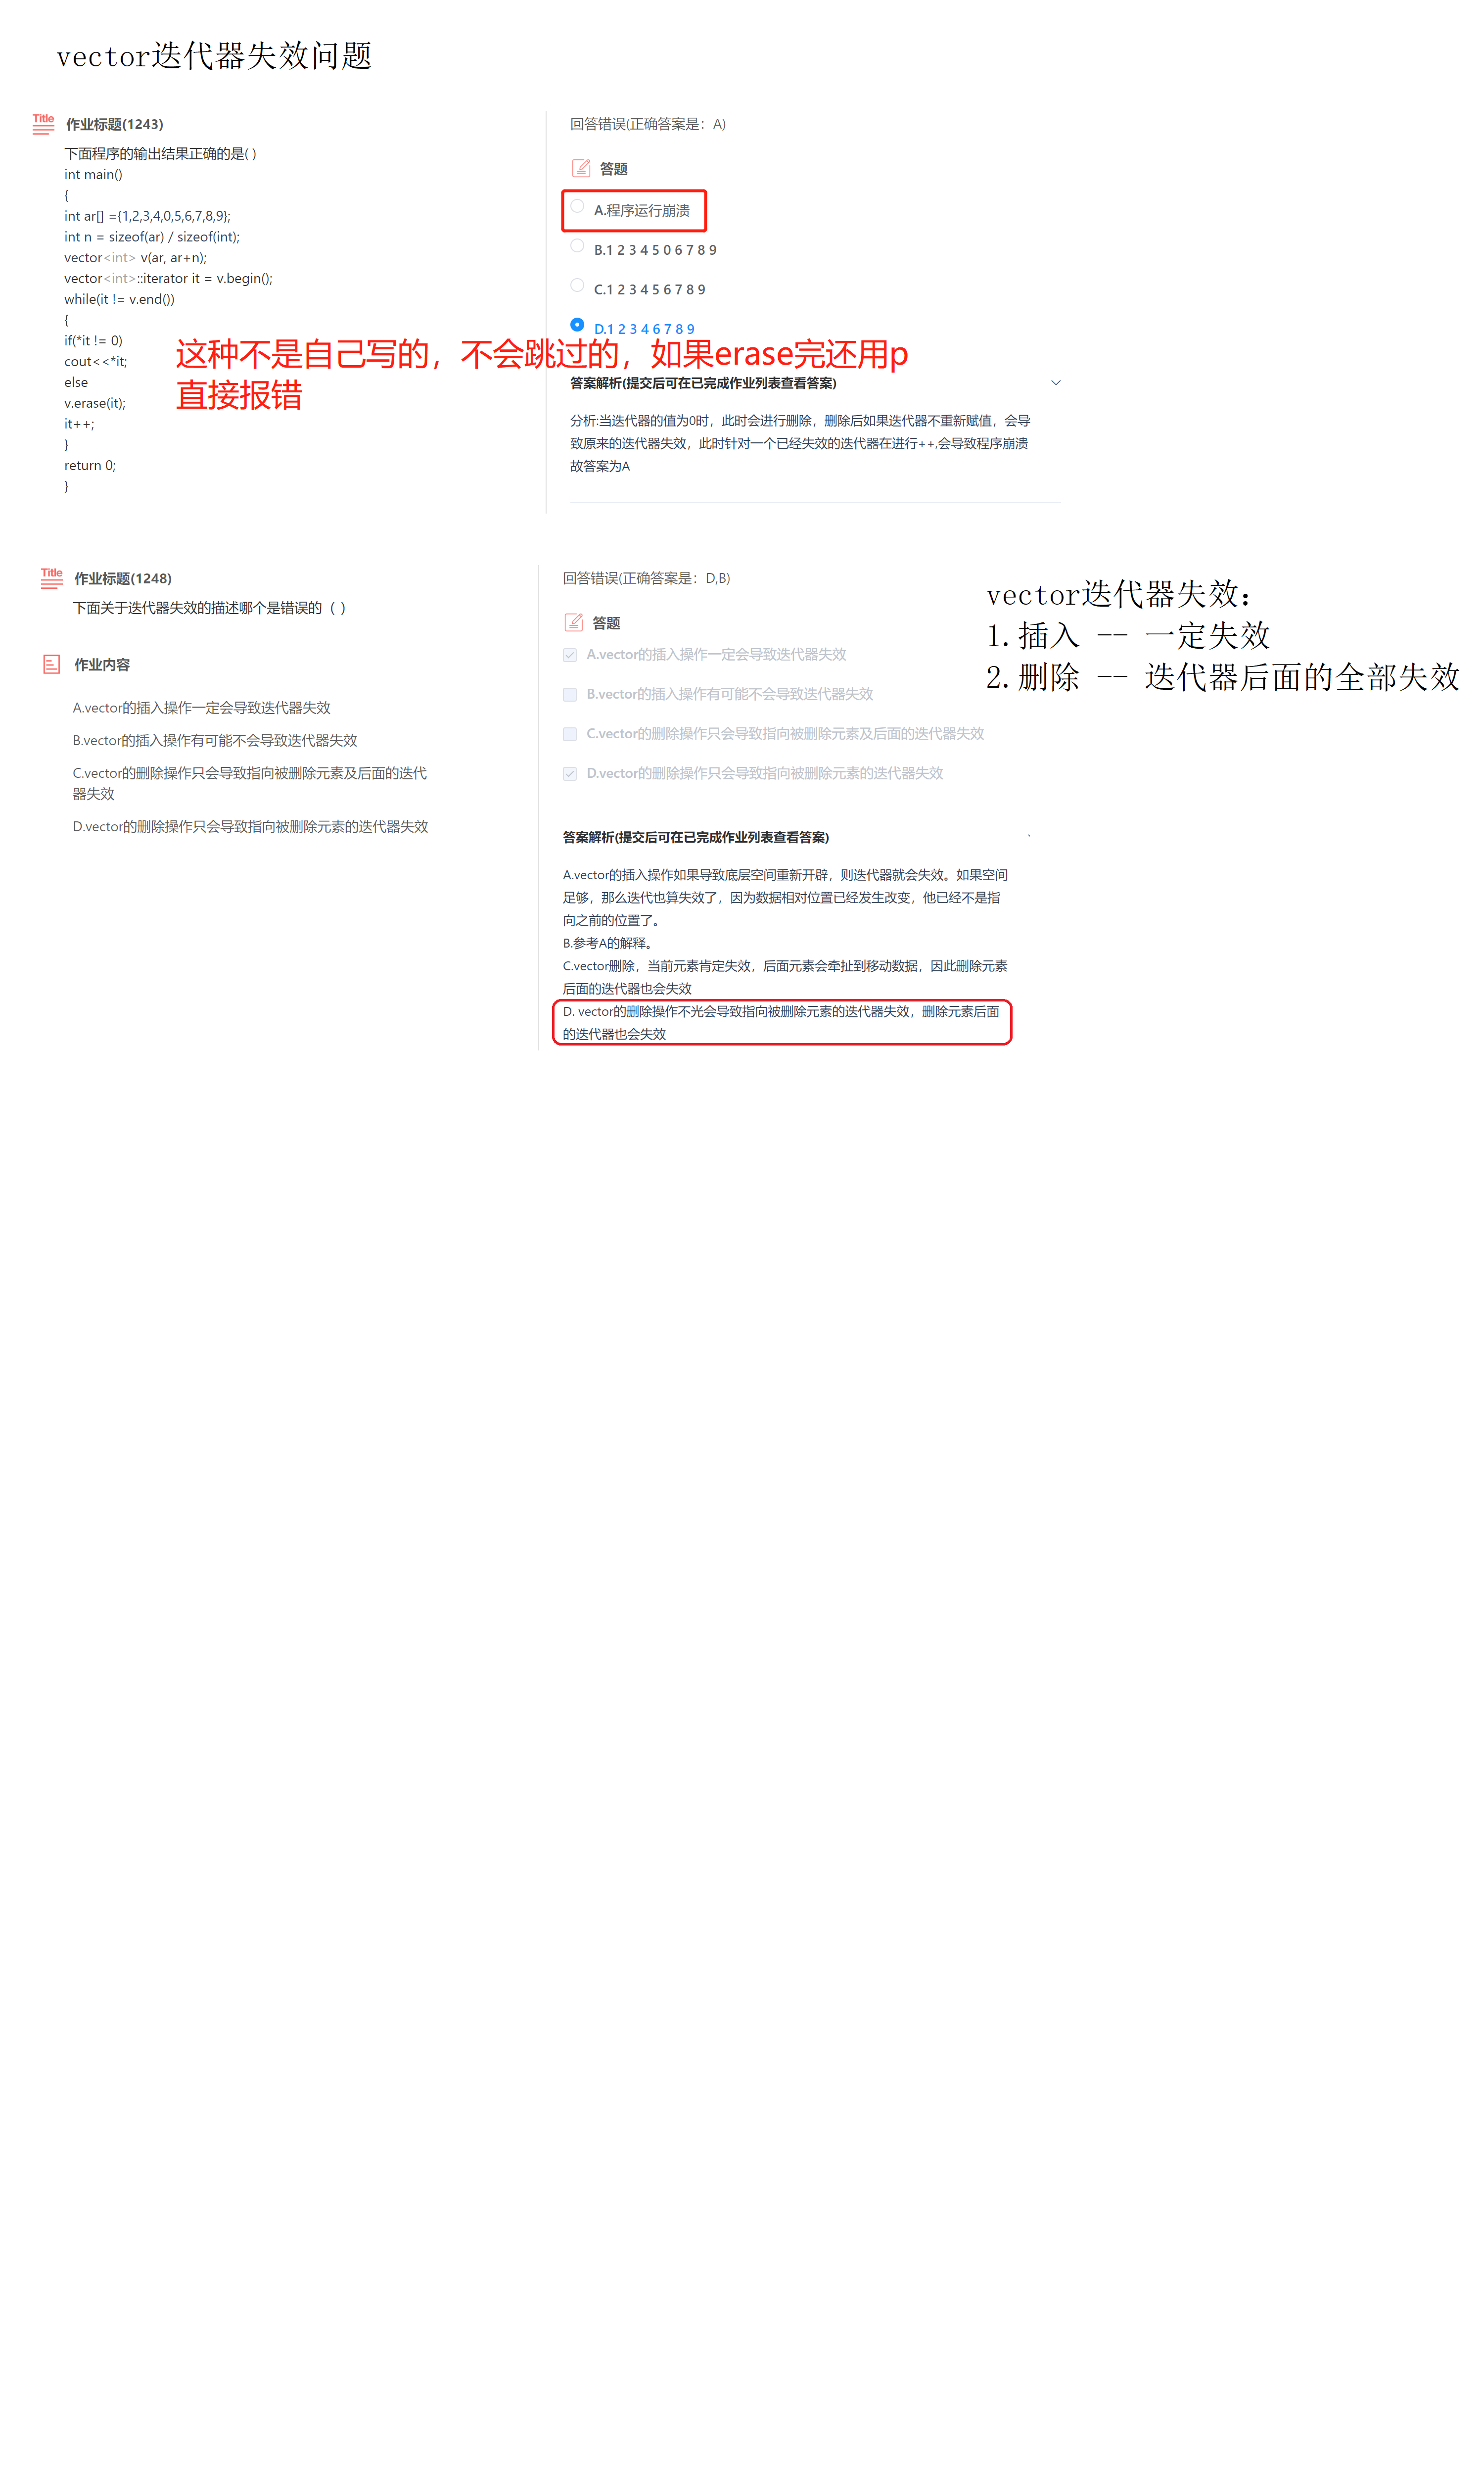 vector迭代器失效问题
Title 作业标题(1243)
下面程序的输出结果正确的是( )
int main()
{
int ar[] ={1,2,3,4,0,5,6,7,8,9};
int n = sizeof(ar) / sizeof(int);
vector<int> v(ar, ar+n);
vector<int>::iterator it = v.begin();
while(it != v.end())
{
if(*it != 0)
cout<<*it;
else
v.erase(it);
it++;
}
return 0;
}
这种不是自己写的，不会跳过的，如果erase完还用p
直接报错
回答错误(正确答案是：A)
答题
A.程序运行崩溃
B.1 2 3 4 5 0 6 7 8 9
C.1 2 3 4 5 6 7 8 9
D.1 2 3 4 6 7 8 9
答案解析(提交后可在已完成作业列表查看答案)
分析:当迭代器的值为0时，此时会进行删除，删除后如果迭代器不重新赋值，会导
致原来的迭代器失效，此时针对一个已经失效的迭代器在进行++,会导致程序崩溃
故答案为A
Title 作业标题(1248)
下面关于迭代器失效的描述哪个是错误的（ ）
作业内容
A.vector的插入操作一定会导致迭代器失效
B.vector的插入操作有可能不会导致迭代器失效
C.vector的删除操作只会导致指向被删除元素及后面的迭代
器失效
D.vector的删除操作只会导致指向被删除元素的迭代器失效
回答错误(正确答案是：D,B)
答题
A.vector的插入操作一定会导致迭代器失效
B.vector的插入操作有可能不会导致迭代器失效
C.vector的删除操作只会导致指向被删除元素及后面的迭代器失效
D.vector的删除操作只会导致指向被删除元素的迭代器失效
答案解析(提交后可在已完成作业列表查看答案)
A.vector的插入操作如果导致底层空间重新开辟，则迭代器就会失效。如果空间
足够，那么迭代也算失效了，因为数据相对位置已经发生改变，他已经不是指
向之前的位置了。
B.参考A的解释。
C.vector删除，当前元素肯定失效，后面元素会牵扯到移动数据，因此删除元素
后面的迭代器也会失效
D. vector的删除操作不光会导致指向被删除元素的迭代器失效，删除元素后面
的迭代器也会失效
vector迭代器失效：
1.插入 -- 一定失效
2.删除 -- 迭代器后面的全部失效